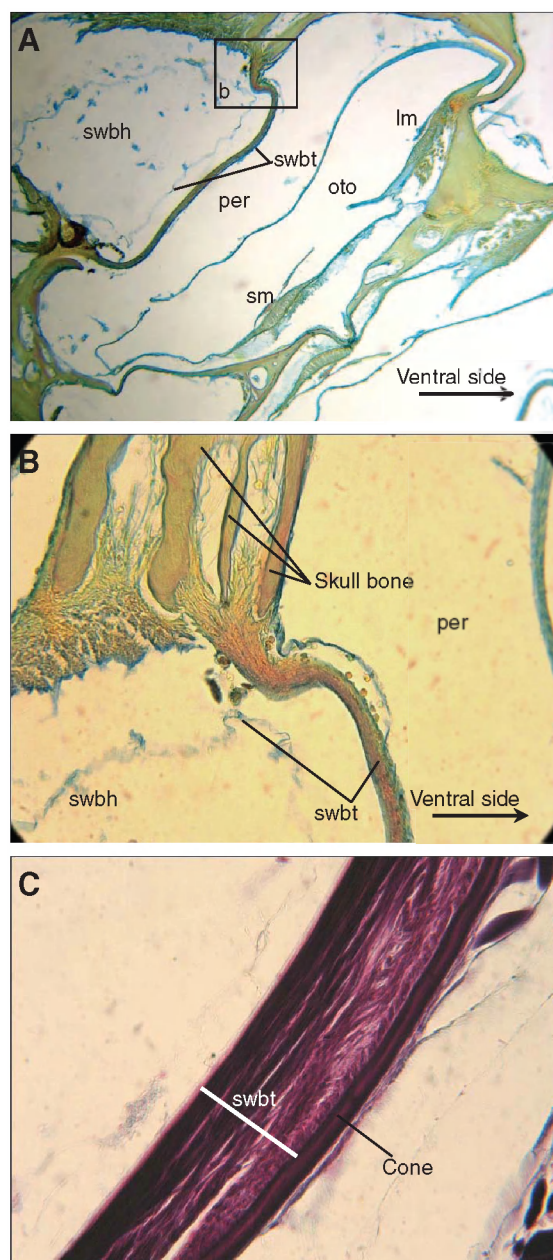 A
b
swbh
lm
swbt
per
oto
sm
Ventral side
B
Skull bone
per
swbt
Ventral side
swbh
C
swbt
Cone